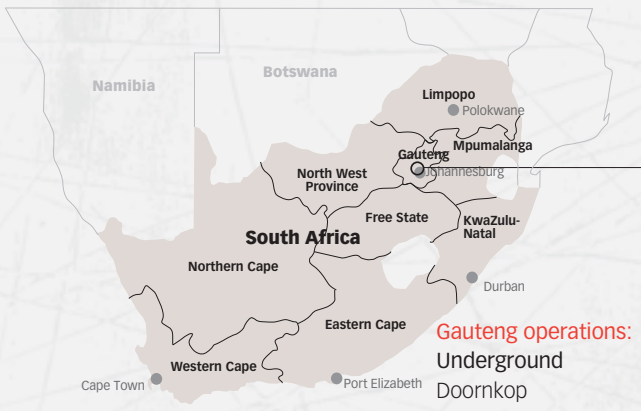 Namibia
Botswana
Limpopo
Polokwane
Mpumalanga
Gauteng
Johannesburg
North West
Province
Free State
KwaZulu-
Natal
South Africa
Northern Cape
Durban
Eastern Cape
Gauteng operations:
Underground
Doornkop
Western Cape
Cape Town
Port Elizabeth